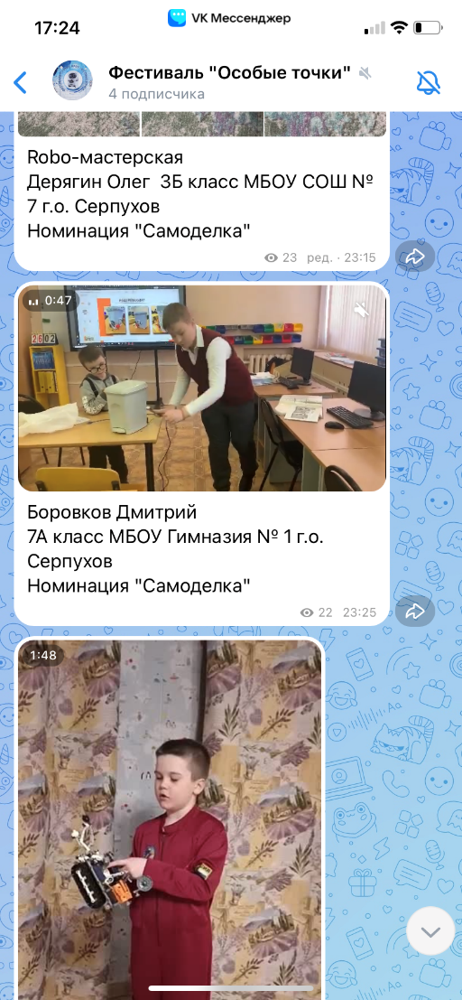 17:24
VK Мессенджер
Фестиваль "Особые точки"
4 подписчика
Robo-мастерская
Дерягин Олег 3Б класс МБОУ СОШ №
7 г.о. Серпухов
Номинация "Самоделка"
23 ред. · 23:15
0:47
26 02
Боровков Дмитрий
7А класс МБОУ Гимназия № 1 г.о.
Серпухов
Номинация "Самоделка"
22 23:25
1:48